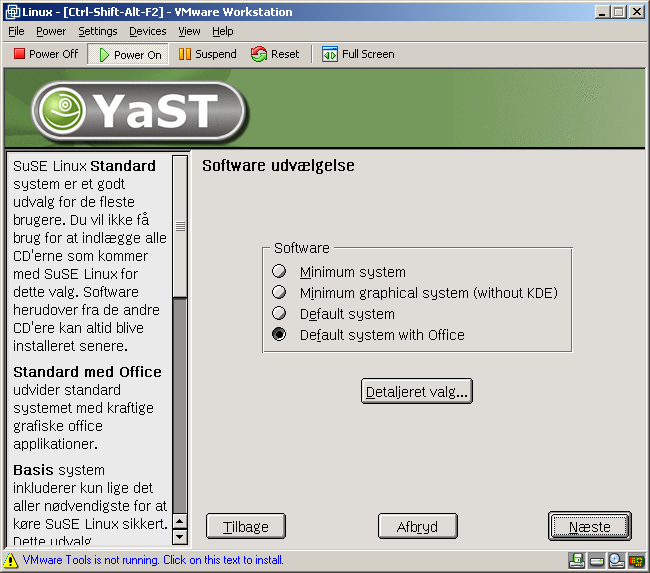 Linux - [Ctrl-Shift-Alt-F2] - VMware Workstation
File Power Settings Devices View Help
Power Off Power On Suspend Reset Full Screen
YaST
SuSE Linux Standard
system er et godt
udvalg for de fleste
brugere. Du vil ikke få
brug for at indlægge alle
CD'erne som kommer
med SuSE Linux for
dette valg. Software
herudover fra de andre
CD'ere kan altid blive
installeret senere.
Standard med Office
udvider standard
systemet med kraftige
grafiske office
applikationer.
Basis system
inkluderer kun lige det
aller nødvendigste for at
køre SuSE Linux sikkert.
Dette udvalg
Software udvælgelse
Software
Minimum system
Minimum graphical system (without KDE)
Default system
Default system with Office
Detaljeret valg...
Tilbage Afbryd Næste
VMware Tools is not running. Click on this text to install.